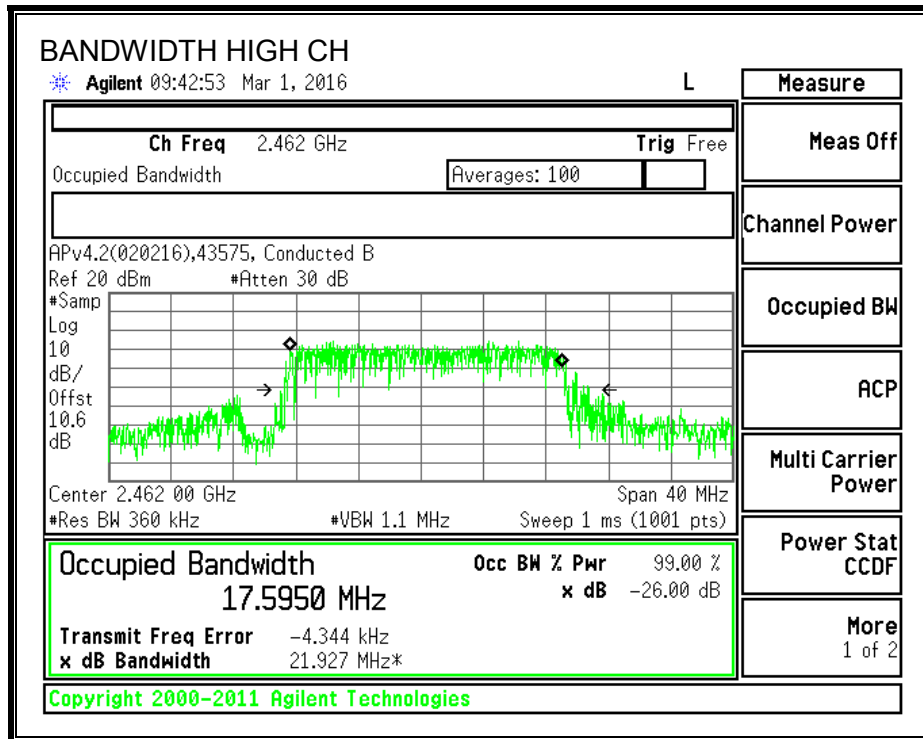 BANDWIDTH HIGH CH
Agilent 09:42:53 Mar 1, 2016 L
Measure
Ch Freq 2.462 GHz Trig Free
Meas Off
Occupied Bandwidth Averages: 100
Channel Power
APv4.2(020216),43575, Conducted B
Ref 20 dBm #Atten 30 dB
#Samp
Log
10
dB/
Offst
10.6
dB
Occupied BW
ACP
Multi Carrier
Power
Center 2.462 00 GHz Span 40 MHz
#Res BW 360 kHz #VBW 1.1 MHz Sweep 1 ms (1001 pts)
Power Stat
CCDF
Occupied Bandwidth Occ BW % Pwr 99.00 %
17.5950 MHz x dB -26.00 dB
Transmit Freq Error -4.344 kHz
x dB Bandwidth 21.927 MHz*
More
1 of 2
Copyright 2000-2011 Agilent Technologies